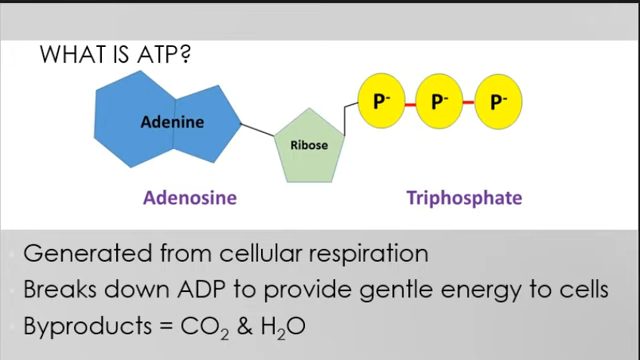 WHAT IS ATP?
Adenine
Ribose
P-
P-
P-
Adenosine
Triphosphate
Generated from cellular respiration
Breaks down ADP to provide gentle energy to cells
Byproducts = CO₂ & H₂O